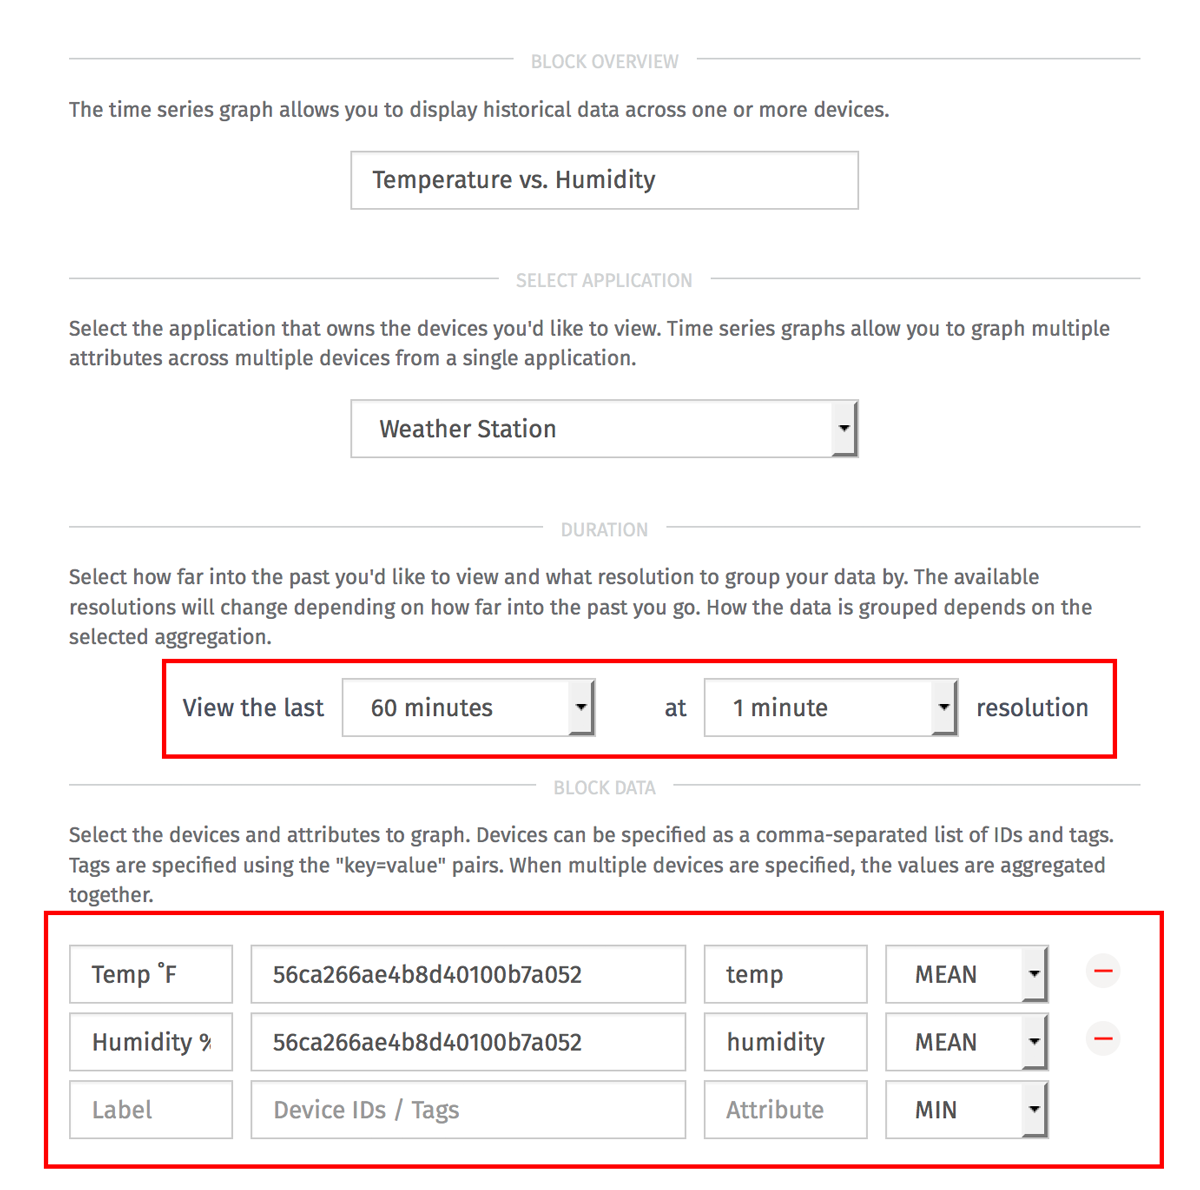 BLOCK OVERVIEW
The time series graph allows you to display historical data across one or more devices.
Temperature vs. Humidity
SELECT APPLICATION
Select the application that owns the devices you'd like to view. Time series graphs allow you to graph multiple
attributes across multiple devices from a single application.
Weather Station
DURATION
Select how far into the past you'd like to view and what resolution to group your data by. The available
resolutions will change depending on how far into the past you go. How the data is grouped depends on the
selected aggregation.
View the last 60 minutes at 1 minute resolution
BLOCK DATA
Select the devices and attributes to graph. Devices can be specified as a comma-separated list of IDs and tags.
Tags are specified using the "key=value" pairs. When multiple devices are specified, the values are aggregated
together.
Temp ˚F 56ca266ae4b8d40100b7a052 temp MEAN
Humidity % 56ca266ae4b8d40100b7a052 humidity MEAN
Label Device IDs / Tags Attribute MIN